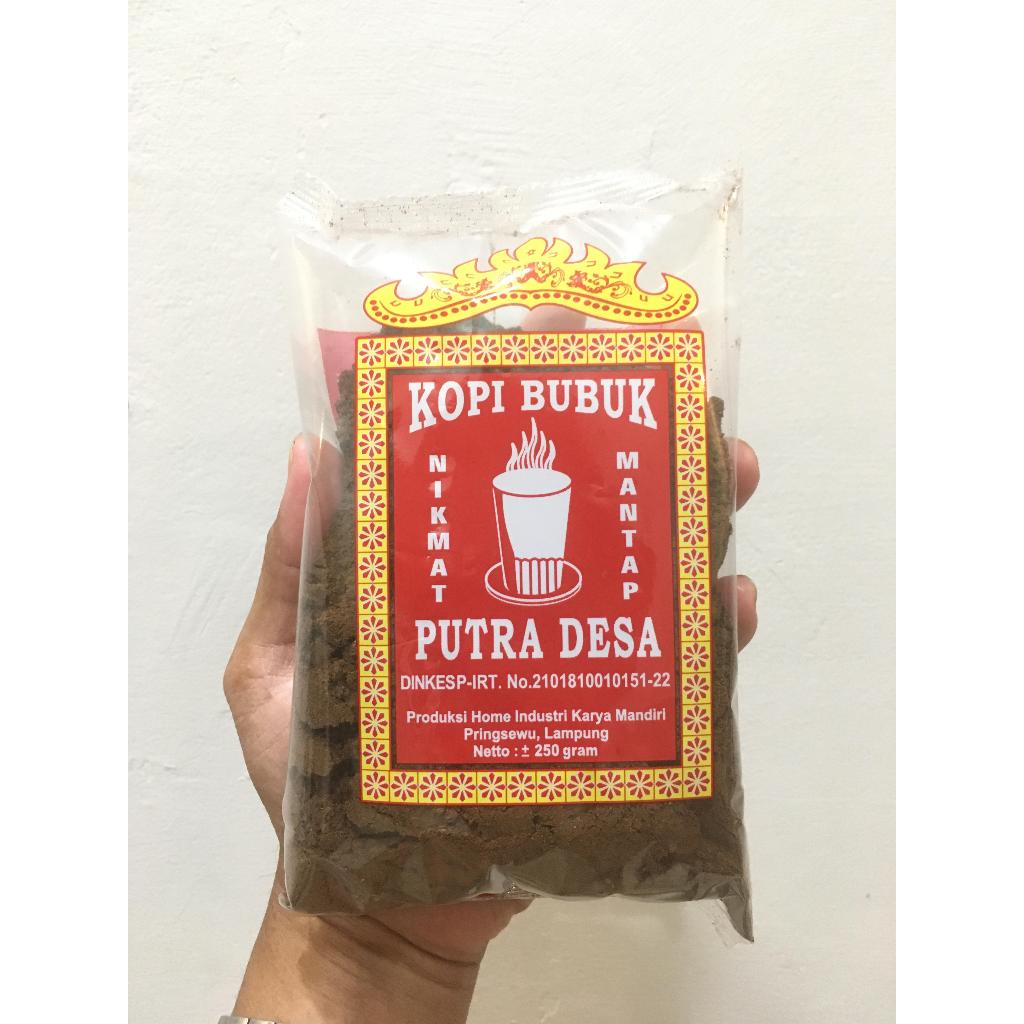 KOPI BUBUK
NIKMAT
MANTAP
PUTRA DESA
DINKESP-IRT. No.2101810010151-22
Produksi Home Industri Karya Mandiri
Pringsewu, Lampung
Netto : ± 250 gram